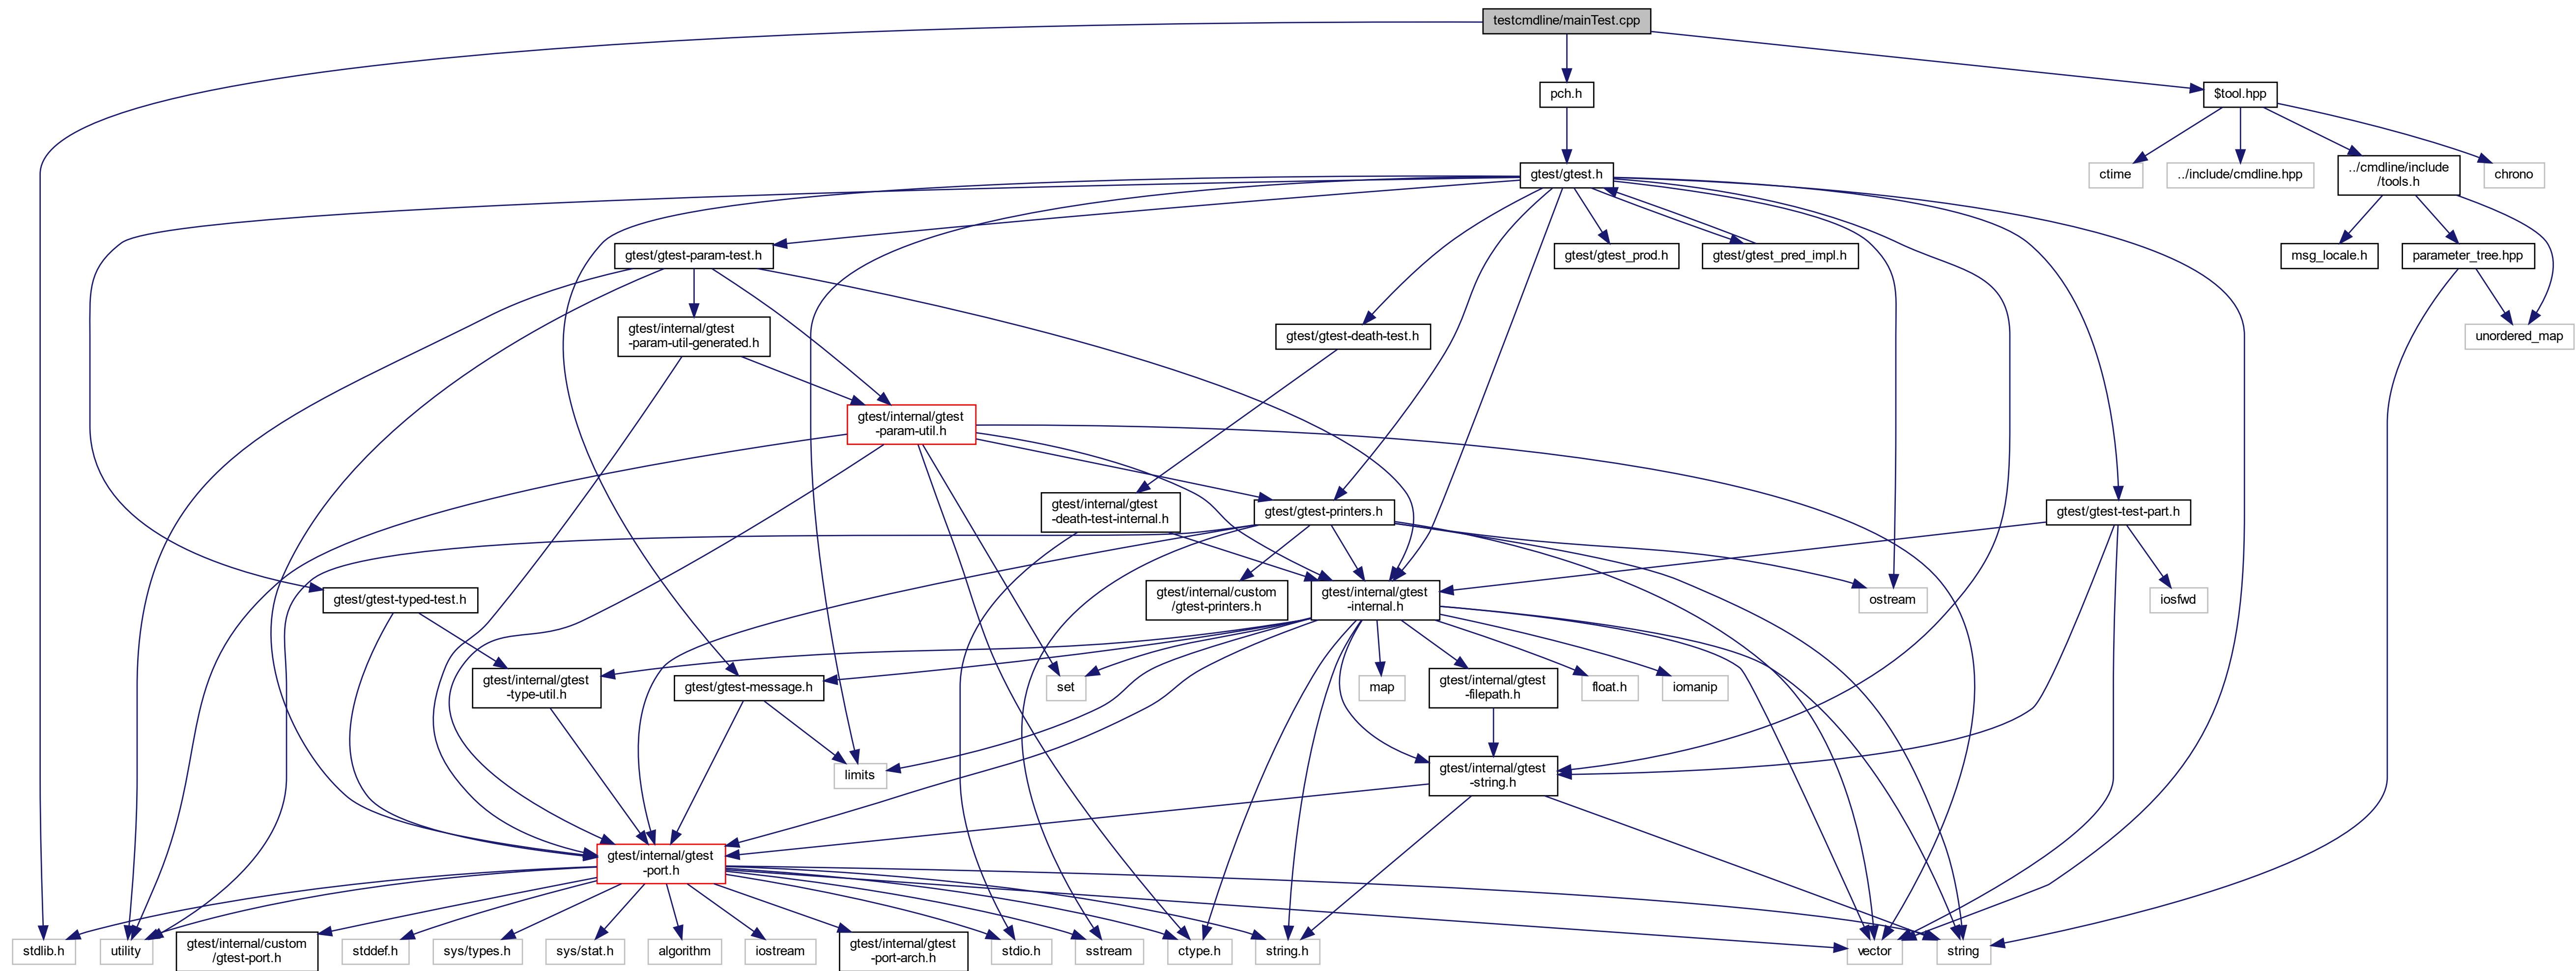 testcmdline/mainTest.cpp
pch.h
$tool.hpp
gtest/gtest.h
ctime
../include/cmdline.hpp
../cmdline/include
/tools.h
chrono
gtest/gtest-param-test.h
gtest/gtest_prod.h
gtest/gtest_pred_impl.h
msg_locale.h
parameter_tree.hpp
gtest/internal/gtest
-param-util-generated.h
gtest/gtest-death-test.h
unordered_map
gtest/internal/gtest
-param-util.h
gtest/internal/gtest
-death-test-internal.h
gtest/gtest-printers.h
gtest/gtest-test-part.h
gtest/gtest-typed-test.h
gtest/internal/custom
/gtest-printers.h
gtest/internal/gtest
-internal.h
ostream
iosfwd
gtest/internal/gtest
-type-util.h
gtest/gtest-message.h
set
map
gtest/internal/gtest
-filepath.h
float.h
iomanip
limits
gtest/internal/gtest
-string.h
gtest/internal/gtest
-port.h
stdlib.h
utility
gtest/internal/custom
/gtest-port.h
stddef.h
sys/types.h
sys/stat.h
algorithm
iostream
gtest/internal/gtest
-port-arch.h
stdio.h
sstream
ctype.h
string.h
vector
string